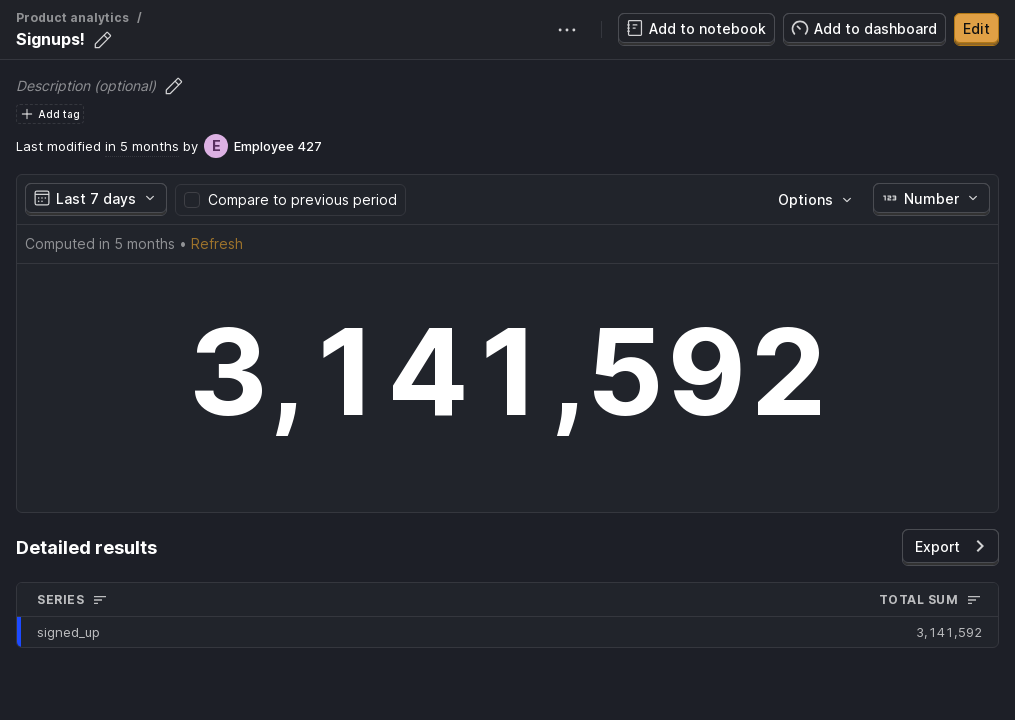 Product analytics /
Signups!
Add to notebook
Add to dashboard
Edit
Description (optional)
Add tag
Last modified in 5 months by E Employee 427
Last 7 days
Compare to previous period
Options
123 Number
Computed in 5 months • Refresh
3,141,592
Detailed results
Export
SERIES TOTAL SUM
signed_up 3,141,592